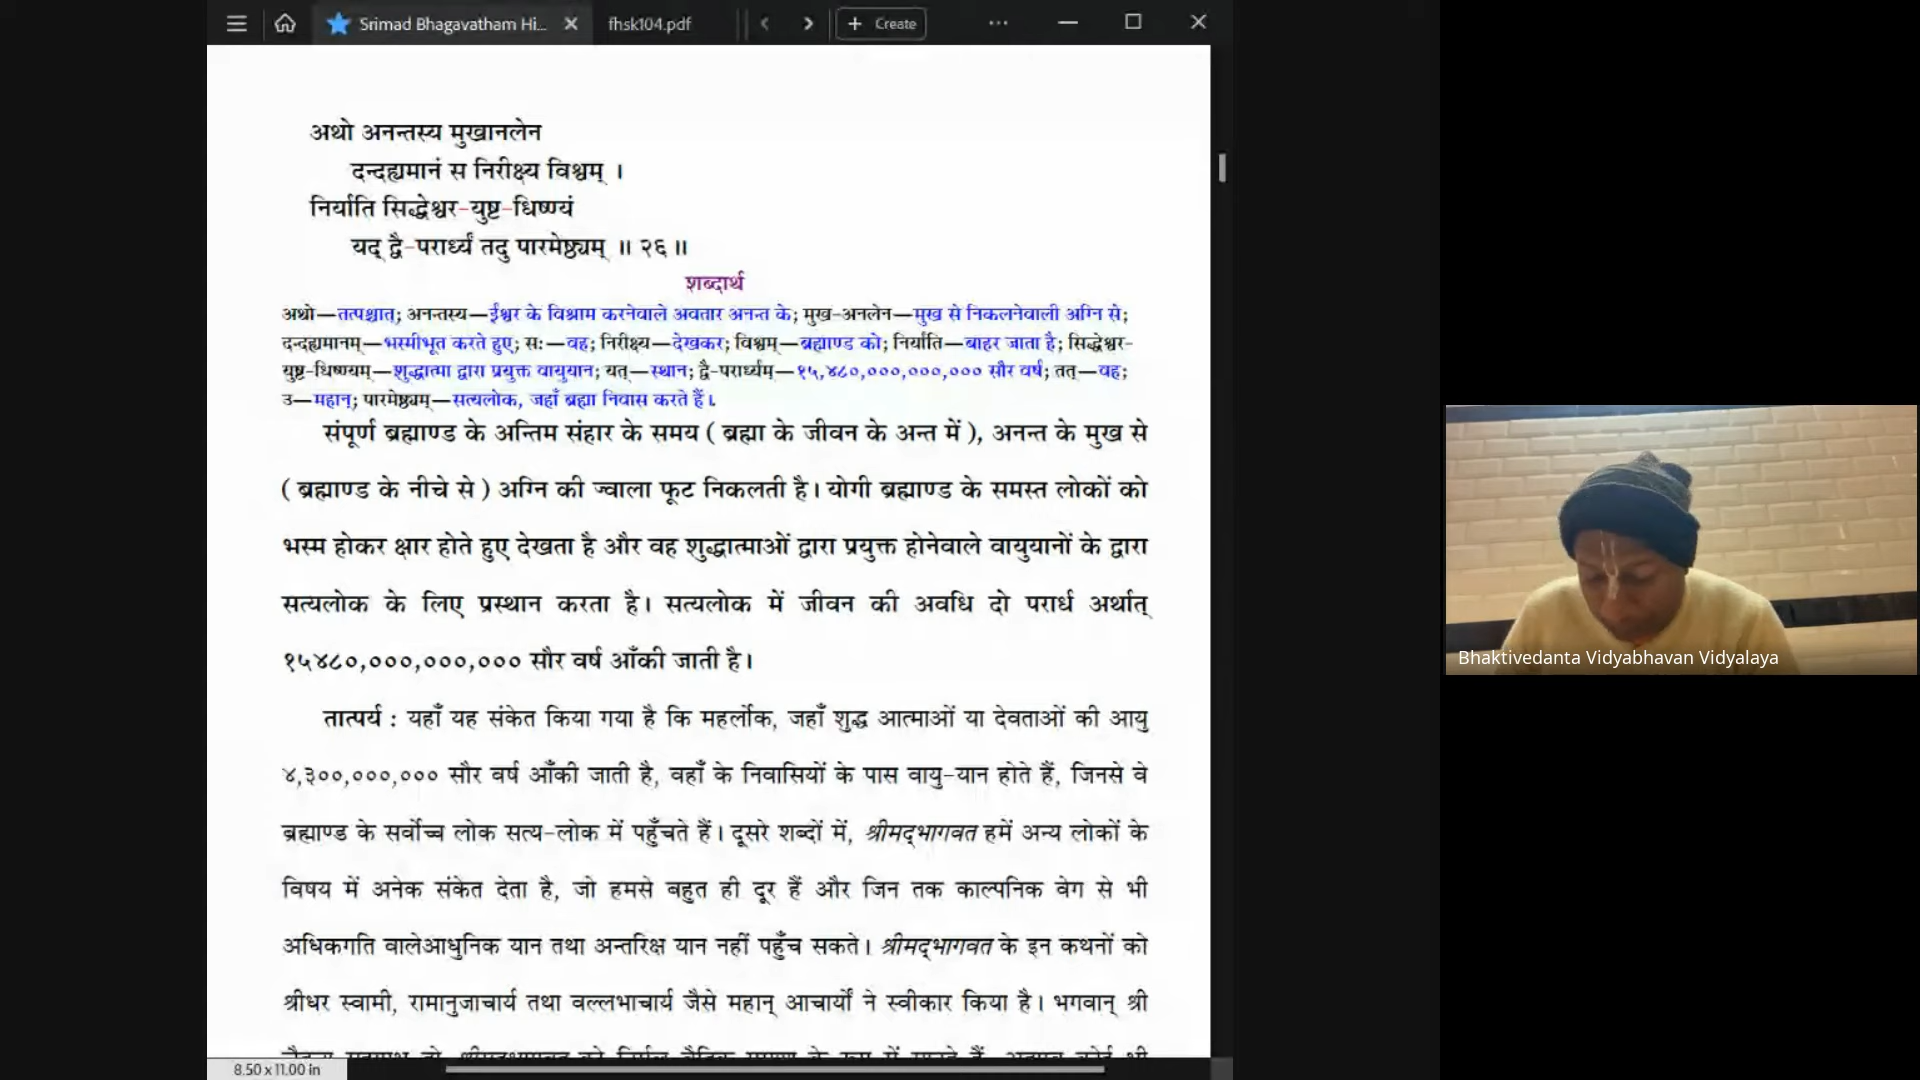 Srimad Bhagavatham Hi...
fhsk104.pdf
Create
अथो अनन्तस्य मुखानलेन
दन्दह्यमानं स निरीक्ष्य विश्वम् ।
निर्याति सिद्धेश्वर-युष्ट-धिष्ण्यं
यद् द्वै-परार्ध्यं तदु पारमेष्ठ्यम् ॥ २६॥
शब्दार्थ
अथो—तत्पश्चात्; अनन्तस्य—ईश्वर के विश्राम करनेवाले अवतार अनन्त के; मुख-अनलेन—मुख से निकलनेवाली अग्नि से;
दन्दह्यमानम्—भस्मीभूत करते हुए; सः—वह; निरीक्ष्य—देखकर; विश्वम्—ब्रह्माण्ड को; निर्याति—बाहर जाता है; सिद्धेश्वर-
युष्ट-धिष्ण्यम्—शुद्धात्मा द्वारा प्रयुक्त वायुयान; यत्—स्थान; द्वै-परार्ध्यम्—१५,४८०,०००,०००,००० सौर वर्ष; तत्—वह;
उ—महान्; पारमेष्ठ्यम्—सत्यलोक, जहाँ ब्रह्मा निवास करते हैं।
संपूर्ण ब्रह्माण्ड के अन्तिम संहार के समय ( ब्रह्मा के जीवन के अन्त में ), अनन्त के मुख से
( ब्रह्माण्ड के नीचे से ) अग्नि की ज्वाला फूट निकलती है। योगी ब्रह्माण्ड के समस्त लोकों को
भस्म होकर क्षार होते हुए देखता है और वह शुद्धात्माओं द्वारा प्रयुक्त होनेवाले वायुयानों के द्वारा
सत्यलोक के लिए प्रस्थान करता है। सत्यलोक में जीवन की अवधि दो परार्ध अर्थात्
१५४८०,०००,०००,००० सौर वर्ष आँकी जाती है।
तात्पर्य : यहाँ यह संकेत किया गया है कि महर्लोक, जहाँ शुद्ध आत्माओं या देवताओं की आयु
४,३००,०००,००० सौर वर्ष आँकी जाती है, वहाँ के निवासियों के पास वायु-यान होते हैं, जिनसे वे
ब्रह्माण्ड के सर्वोच्च लोक सत्य-लोक में पहुँचते हैं। दूसरे शब्दों में, श्रीमद्भागवत हमें अन्य लोकों के
विषय में अनेक संकेत देता है, जो हमसे बहुत ही दूर हैं और जिन तक काल्पनिक वेग से भी
अधिकगति वालेआधुनिक यान तथा अन्तरिक्ष यान नहीं पहुँच सकते। श्रीमद्भागवत के इन कथनों को
श्रीधर स्वामी, रामानुजाचार्य तथा वल्लभाचार्य जैसे महान् आचार्यों ने स्वीकार किया है। भगवान् श्री
8.50 x 11.00 in
Bhaktivedanta Vidyabhavan Vidyalaya